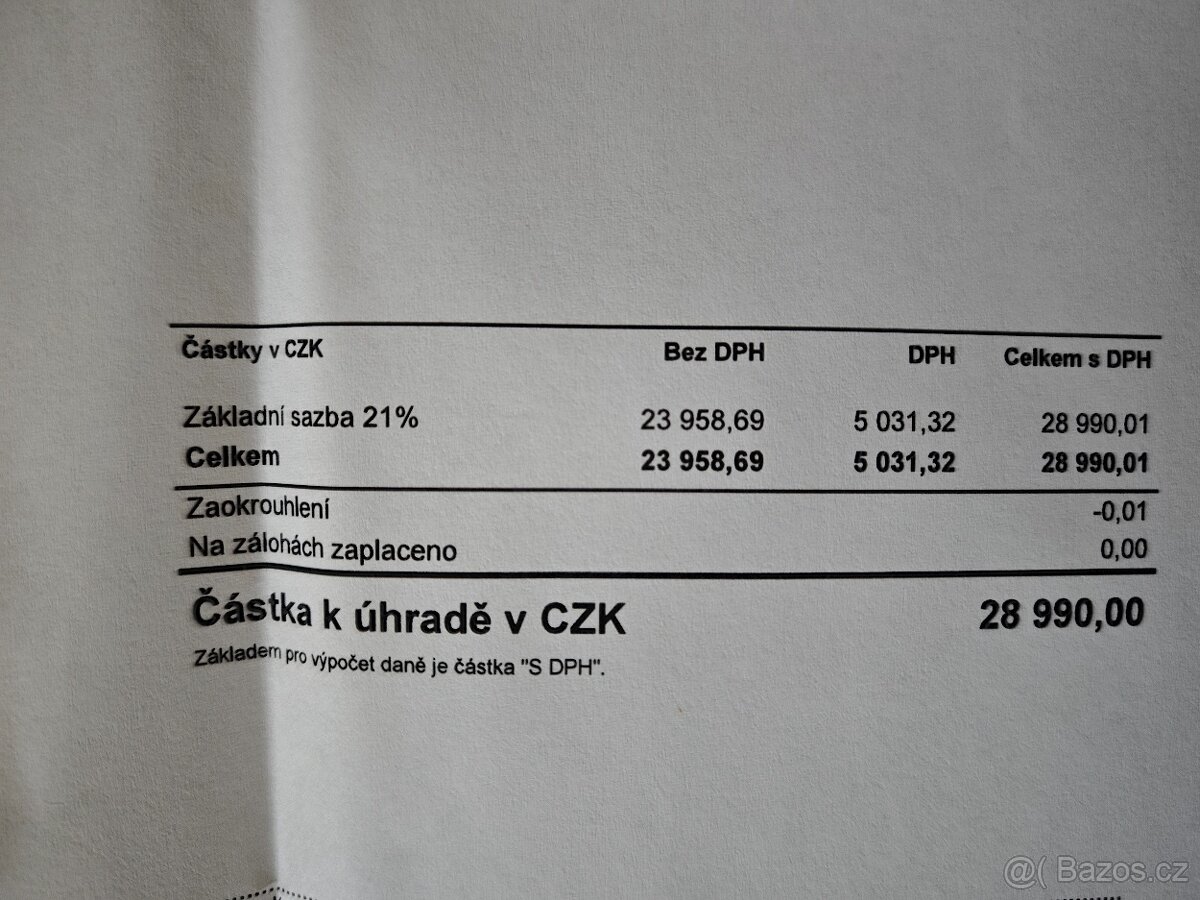 Částky v CZK Bez DPH DPH Celkem s DPH
Základní sazba 21% 23 958,69 5 031,32 28 990,01
Celkem 23 958,69 5 031,32 28 990,01
Zaokrouhlení -0,01
Na zálohách zaplaceno 0,00
Částka k úhradě v CZK 28 990,00
Základem pro výpočet daně je částka "S DPH".
@( Bazos.cz